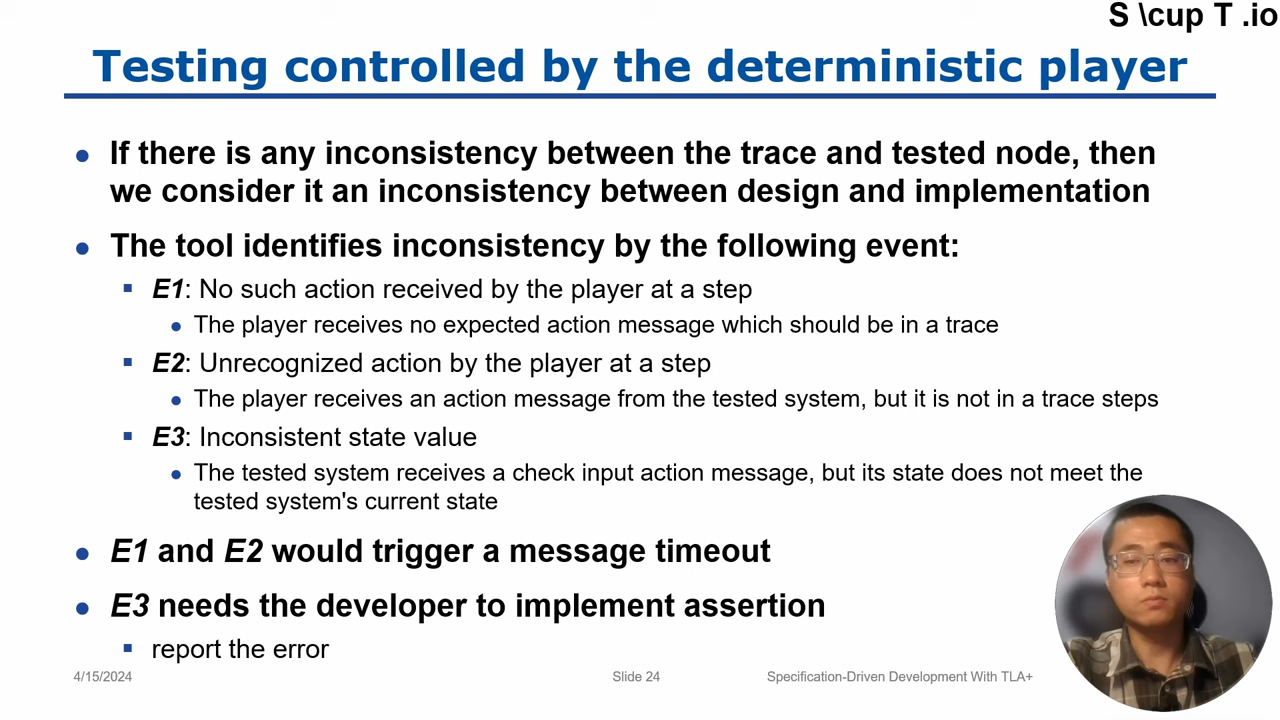 S \cup T .io
Testing controlled by the deterministic player
If there is any inconsistency between the trace and tested node, then
we consider it an inconsistency between design and implementation
The tool identifies inconsistency by the following event:
E1: No such action received by the player at a step
The player receives no expected action message which should be in a trace
E2: Unrecognized action by the player at a step
The player receives an action message from the tested system, but it is not in a trace steps
E3: Inconsistent state value
The tested system receives a check input action message, but its state does not meet the
tested system's current state
E1 and E2 would trigger a message timeout
E3 needs the developer to implement assertion
report the error
4/15/2024
Slide 24
Specification-Driven Development With TLA+